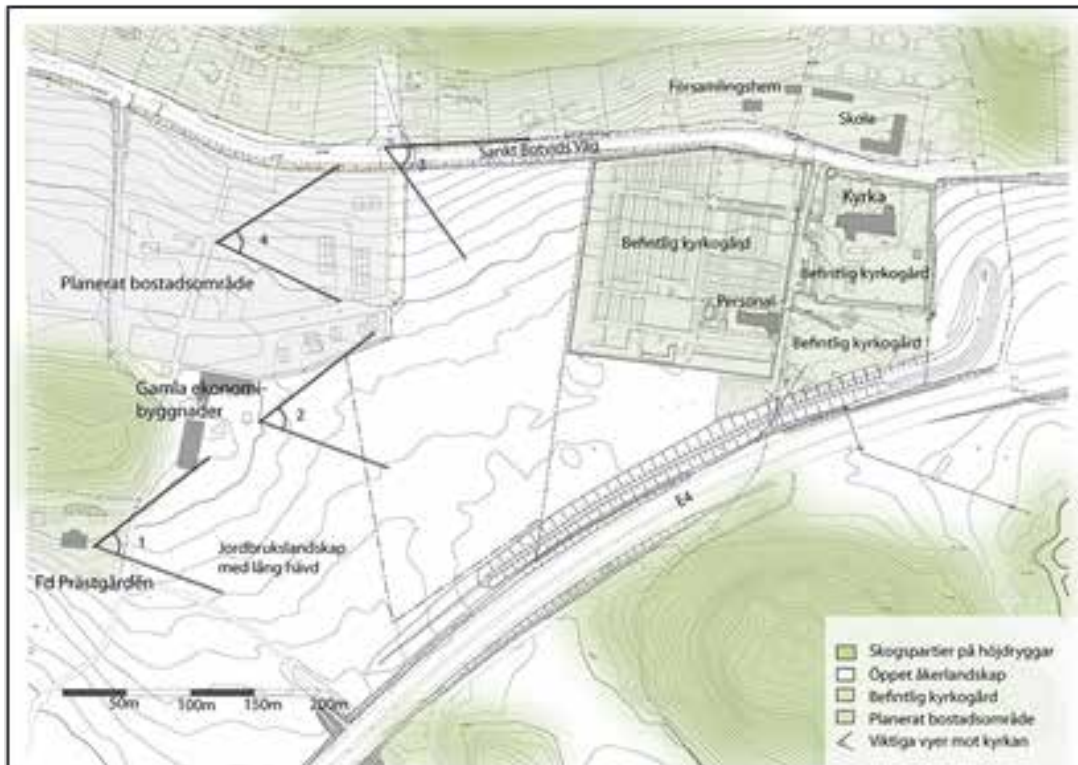 Församlingshem
Skola
Sankt Botvids Väg
3
Kyrka
4
Befintlig kyrkogård
Planerat bostadsområde
Befintlig kyrkogård
Personal
Befintlig kyrkogård
Gamla ekonomi-
byggnader
2
E4
1
Jordbrukslandskap
med lång hävd
Fd Prästgården
50m 100m 150m 200m
Skogspartier på höjdryggar
Öppet åkerlandskap
Befintlig kyrkogård
Planerat bostadsområde
Viktiga vyer mot kyrkan